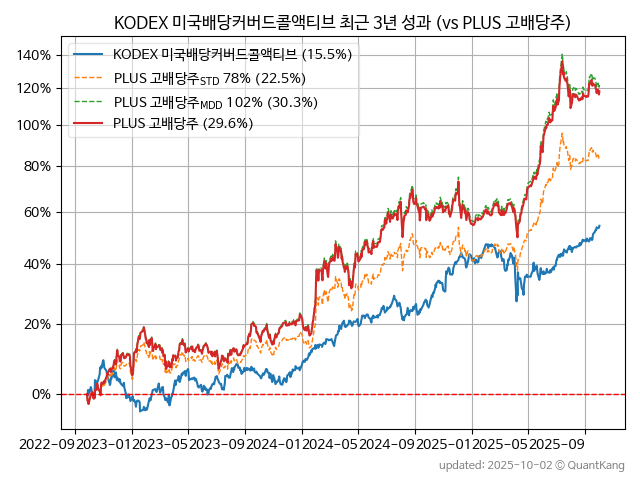 KODEX 미국배당커버드콜액티브 최근 3년 성과 (vs PLUS 고배당주)
140%
120%
100%
80%
60%
40%
20%
0%
KODEX 미국배당커버드콜액티브 (15.5%)
PLUS 고배당주STD 78% (22.5%)
PLUS 고배당주MDD 102% (30.3%)
PLUS 고배당주 (29.6%)
2022-09 2023-01 2023-05 2023-09 2024-01 2024-05 2024-09 2025-01 2025-05 2025-09
updated: 2025-10-02 © QuantKang